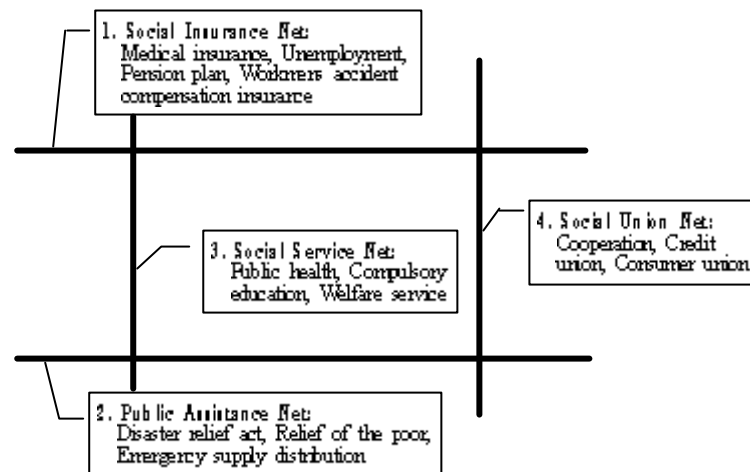 1. Social Insurance Net:
Medical insurance, Unemployment,
Pension plan, Workmers accident
compensation insurance
3. Social Service Net:
Public health, Compulsory
education, Welfare service
4. Social Union Net:
Cooperation, Credit
union, Consumer union
2. Public Assistance Net:
Disaster relief act, Relief of the poor,
Emergency supply distribution